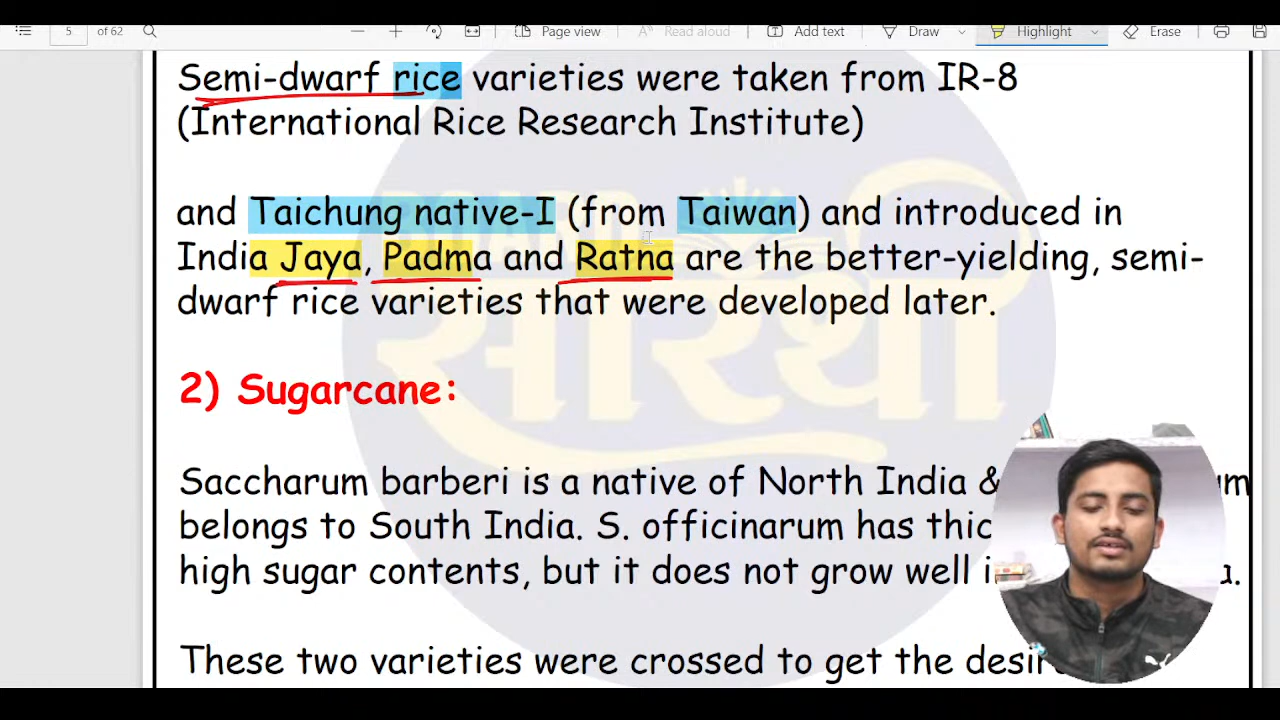 5 of 62 Page view Read aloud Add text Draw Highlight Erase
Semi-dwarf rice varieties were taken from IR-8
(International Rice Research Institute)
and Taichung native-I (from Taiwan) and introduced in
India Jaya, Padma and Ratna are the better-yielding, semi-
dwarf rice varieties that were developed later.
सारथी
2) Sugarcane:
Saccharum barberi is a native of North India &
belongs to South India. S. officinarum has
high sugar contents, but it does not grow well
These two varieties were crossed to get the